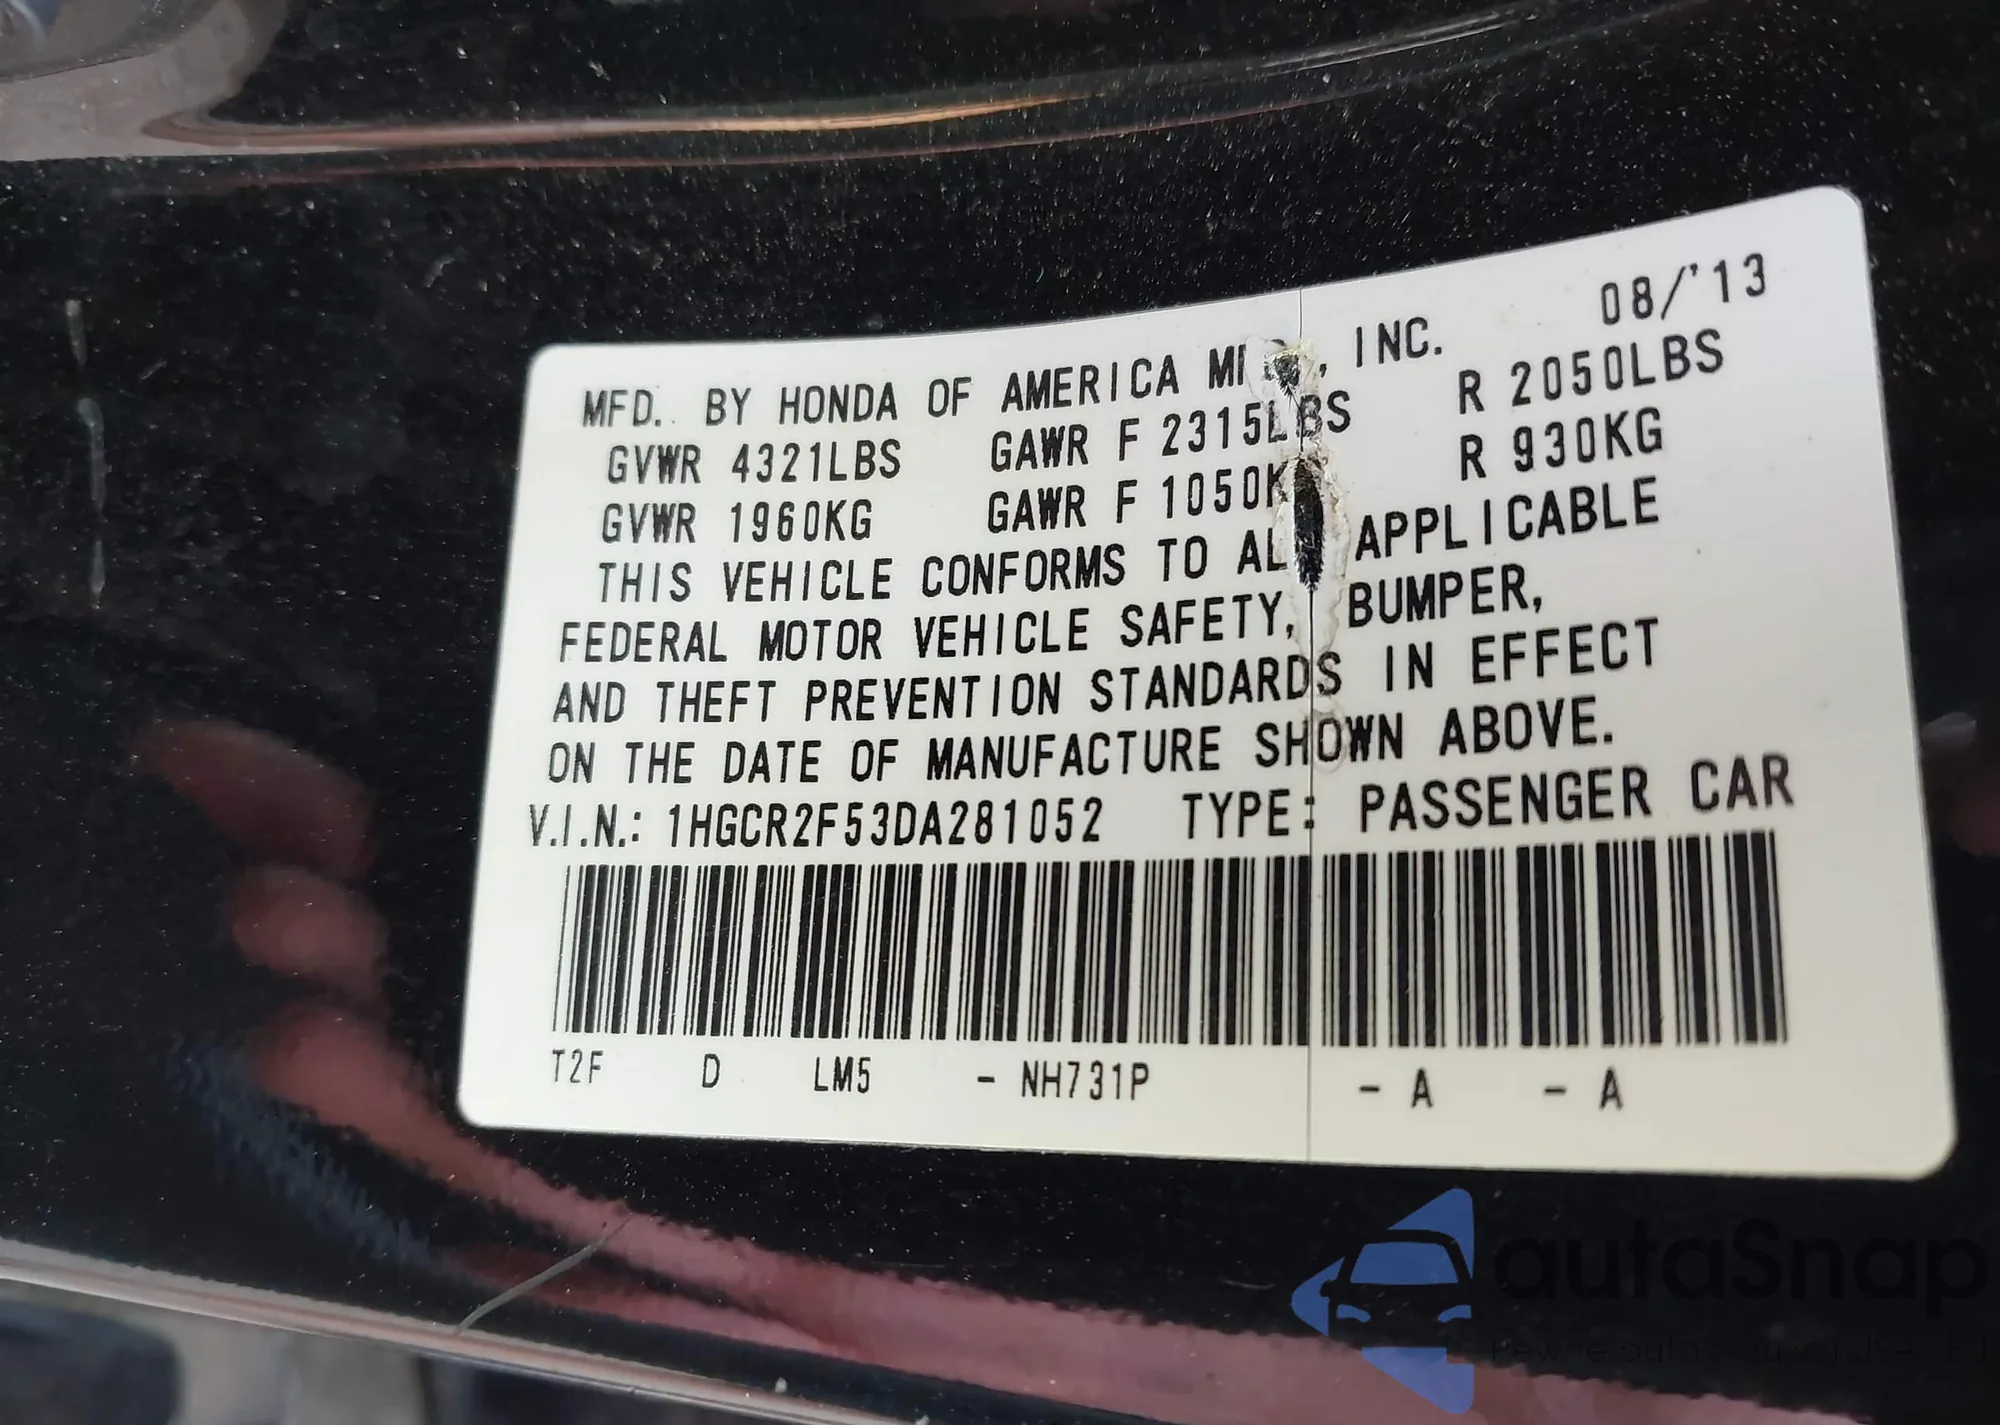 MFD. BY HONDA OF AMERICA , INC. 08/'13
GVWR 4321LBS GAWR F 2315LBS R 2050LBS
GVWR 1960KG GAWR F 1050K R 930KG
THIS VEHICLE CONFORMS TO AL APPLICABLE
FEDERAL MOTOR VEHICLE SAFETY, BUMPER,
AND THEFT PREVENTION STANDARDS IN EFFECT
ON THE DATE OF MANUFACTURE SHOWN ABOVE.
V.I.N.: 1HGCR2F53DA281052 TYPE: PASSENGER CAR
T2F D LM5 - NH731P - A - A
autaSnap